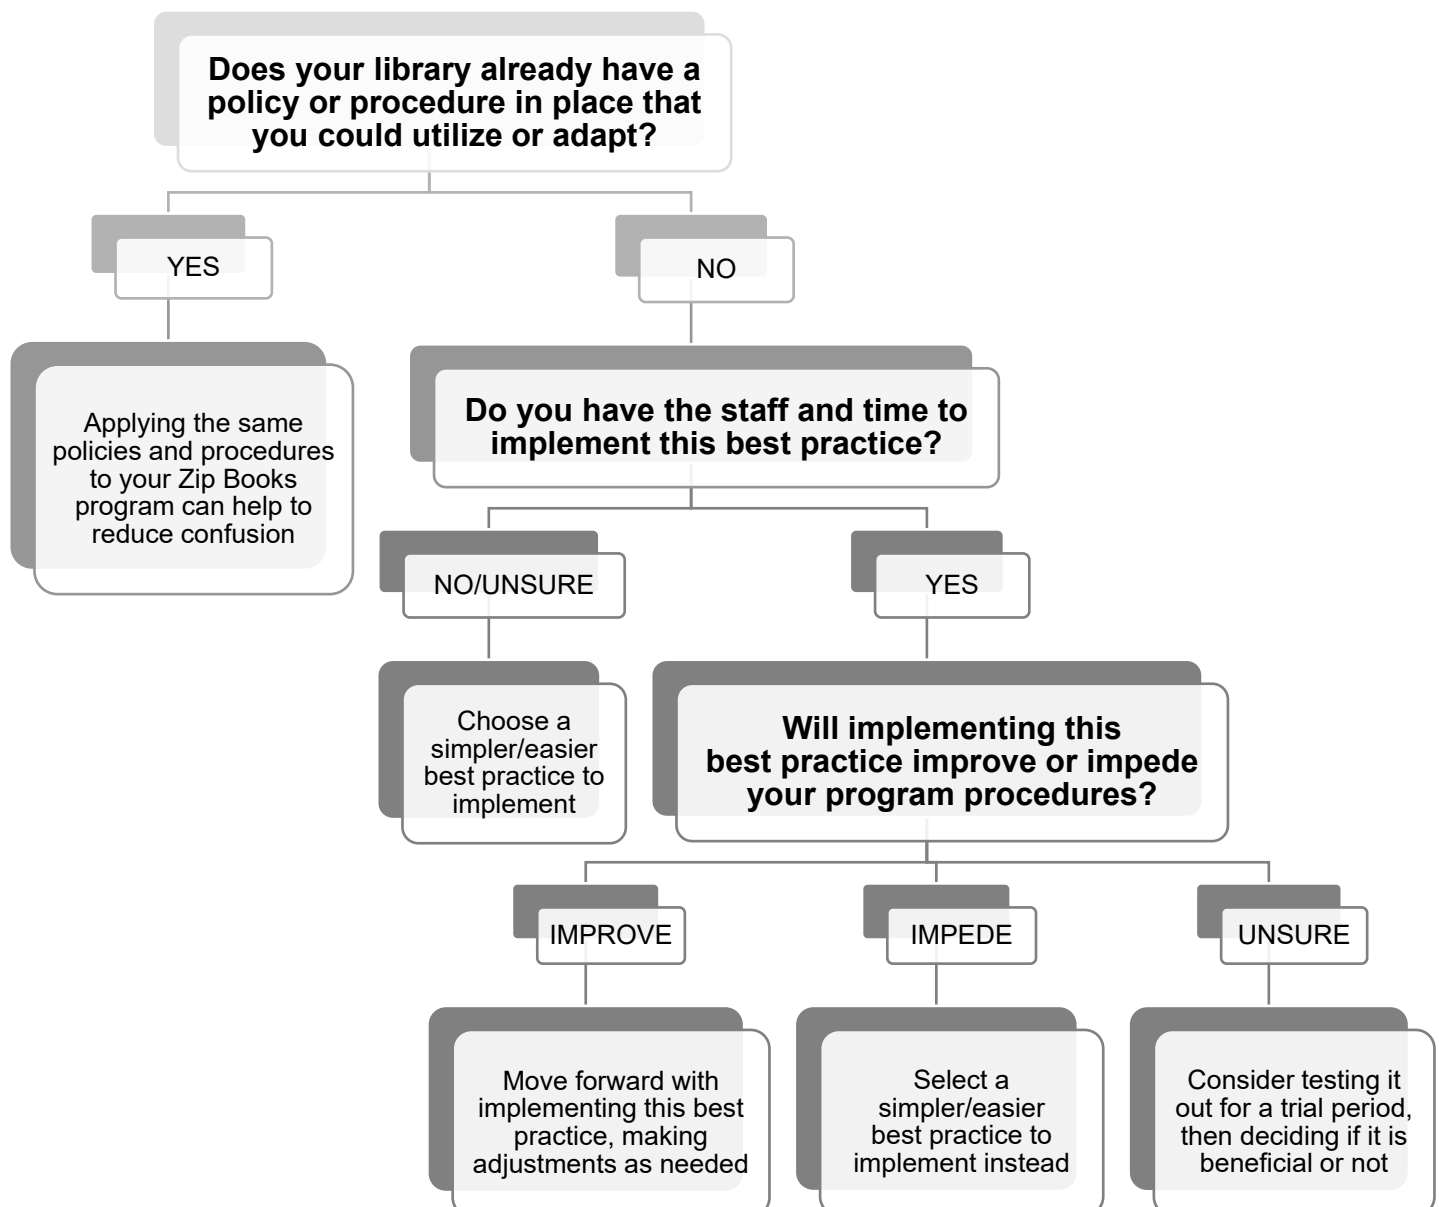 Does your library already have a
policy or procedure in place that
you could utilize or adapt?
YES
NO
Applying the same
policies and procedures
to your Zip Books
program can help to
reduce confusion
Do you have the staff and time to
implement this best practice?
NO/UNSURE
YES
Choose a
simpler/easier
best practice to
implement
Will implementing this
best practice improve or impede
your program procedures?
IMPROVE
IMPEDE
UNSURE
Move forward with
implementing this best
practice, making
adjustments as needed
Select a
simpler/easier
best practice to
implement instead
Consider testing it
out for a trial period,
then deciding if it is
beneficial or not